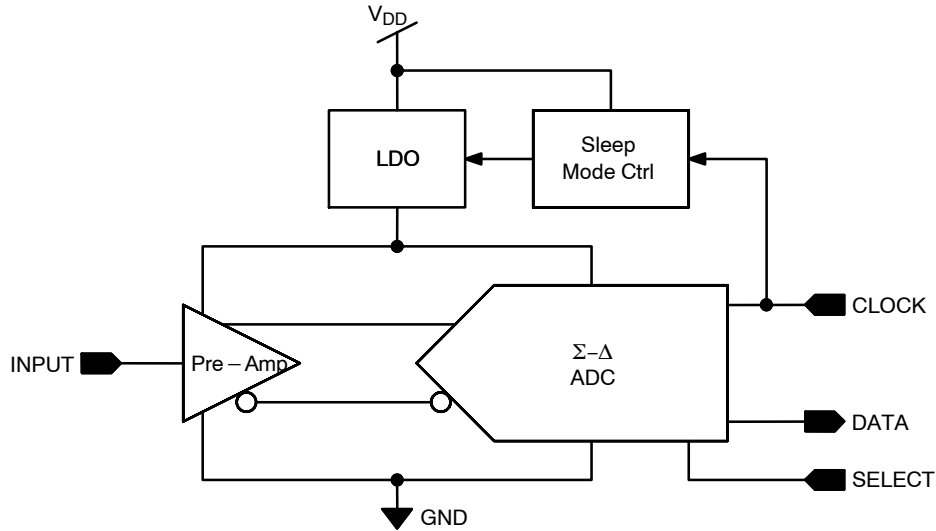 VDD
LDO
Sleep
Mode Ctrl
CLOCK
INPUT
Pre–Amp
Σ–Δ
ADC
DATA
SELECT
GND